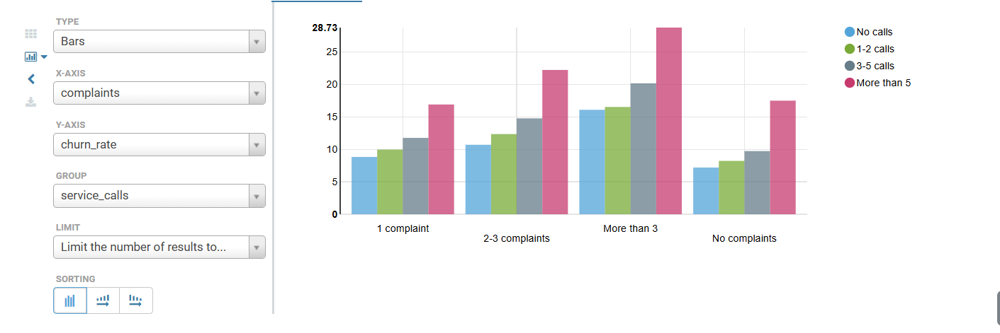 TYPE
Bars
X-AXIS
complaints
Y-AXIS
churn_rate
GROUP
service_calls
LIMIT
Limit the number of results to...
SORTING
28.73
25
20
15
10
5
0
1 complaint
2-3 complaints
More than 3
No complaints
No calls
1-2 calls
3-5 calls
More than 5